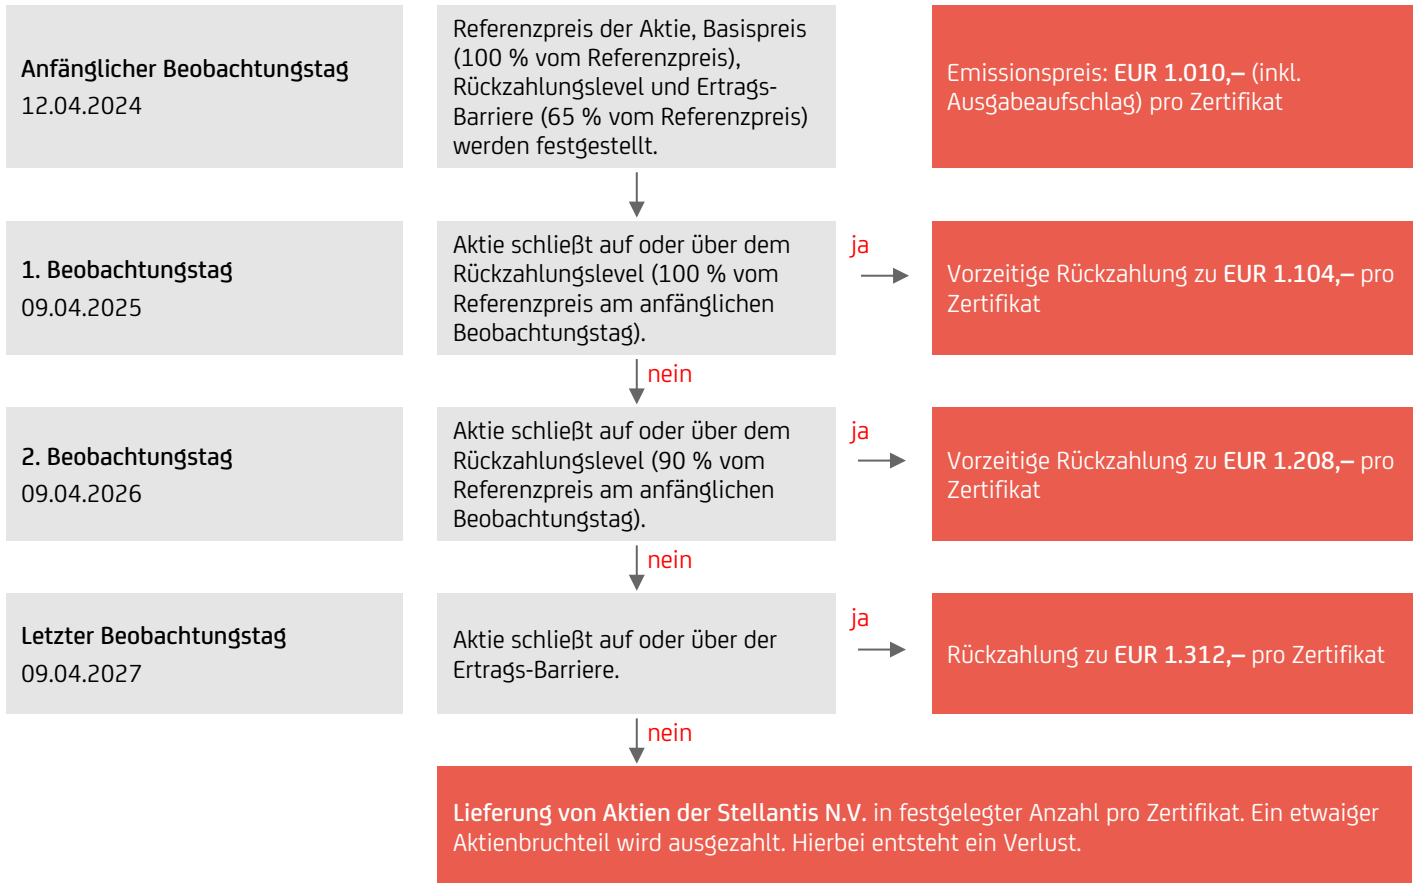 Anfänglicher Beobachtungstag
12.04.2024
Referenzpreis der Aktie, Basispreis
(100 % vom Referenzpreis),
Rückzahlungslevel und Ertrags-
Barriere (65 % vom Referenzpreis)
werden festgestellt.
Emissionspreis: EUR 1.010,– (inkl.
Ausgabeaufschlag) pro Zertifikat
1. Beobachtungstag
09.04.2025
Aktie schließt auf oder über dem
Rückzahlungslevel (100 % vom
Referenzpreis am anfänglichen
Beobachtungstag).
ja
Vorzeitige Rückzahlung zu EUR 1.104,– pro
Zertifikat
nein
2. Beobachtungstag
09.04.2026
Aktie schließt auf oder über dem
Rückzahlungslevel (90 % vom
Referenzpreis am anfänglichen
Beobachtungstag).
ja
Vorzeitige Rückzahlung zu EUR 1.208,– pro
Zertifikat
nein
Letzter Beobachtungstag
09.04.2027
Aktie schließt auf oder über der
Ertrags-Barriere.
ja
Rückzahlung zu EUR 1.312,– pro Zertifikat
nein
Lieferung von Aktien der Stellantis N.V. in festgelegter Anzahl pro Zertifikat. Ein etwaiger
Aktienbruchteil wird ausgezahlt. Hierbei entsteht ein Verlust.